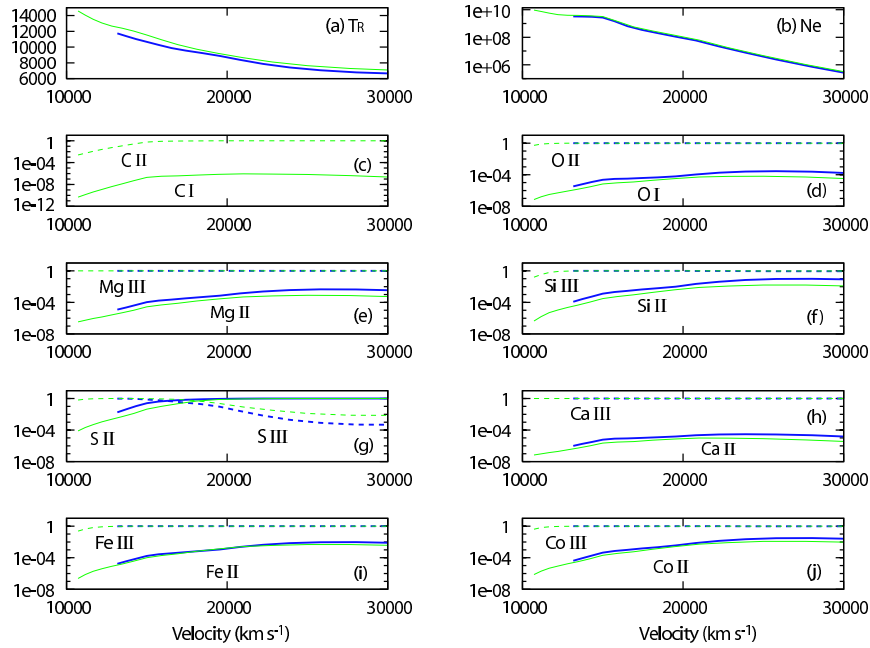 14000
12000
10000
8000
6000
(a) TR
10000 20000 30000
1e+10
1e+08
1e+06
(b) Ne
10000 20000 30000
1
1e-04
1e-08
1e-12
C II
C I
(c)
10000 20000 30000
1
1e-04
1e-08
O II
O I
(d)
10000 20000 30000
1
1e-04
1e-08
Mg III
Mg II
(e)
10000 20000 30000
1
1e-04
1e-08
Si III
Si II
(f)
10000 20000 30000
1
1e-04
1e-08
S II
S III
(g)
10000 20000 30000
1
1e-04
1e-08
Ca III
Ca II
(h)
10000 20000 30000
1
1e-04
1e-08
Fe III
Fe II
(i)
10000 20000 30000
Velocity (km s⁻¹)
1
1e-04
1e-08
Co III
Co II
(j)
10000 20000 30000
Velocity (km s⁻¹)